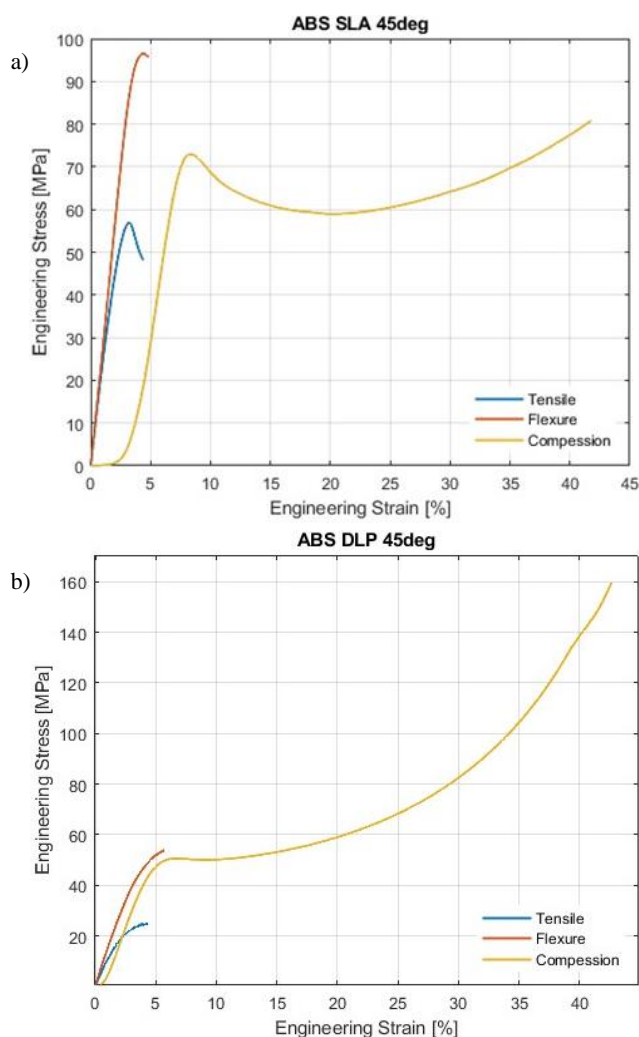 a)
ABS SLA 45deg
Engineering Stress [MPa]
100
90
80
70
60
50
40
30
20
10
0
0 5 10 15 20 25 30 35 40 45
Engineering Strain [%]
Tensile
Flexure
Compession
b)
ABS DLP 45deg
Engineering Stress [MPa]
160
140
120
100
80
60
40
20
0 5 10 15 20 25 30 35 40
Engineering Strain [%]
Tensile
Flexure
Compession